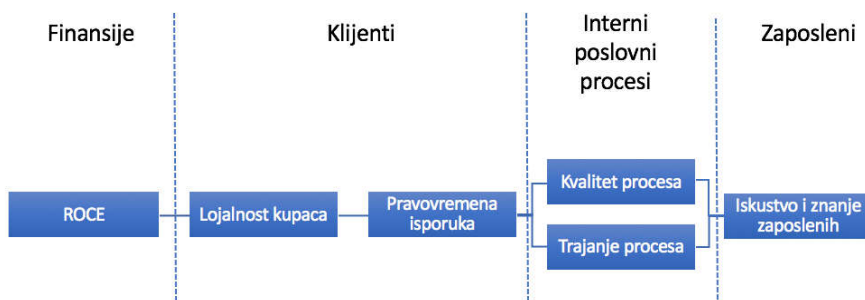 Finansije
Klijenti
Interni
poslovni
procesi
Zaposleni
ROCE
Lojalnost kupaca
Pravovremena
isporuka
Kvalitet procesa
Trajanje procesa
Iskustvo i znanje
zaposlenih